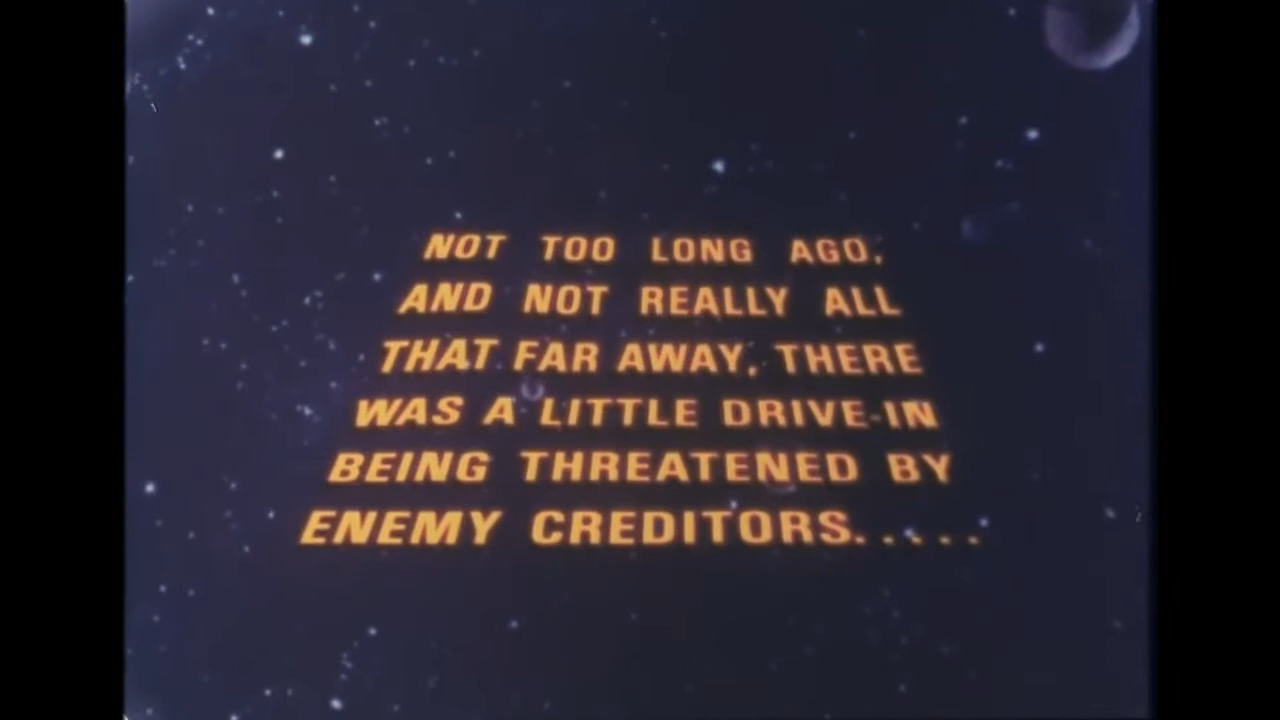 NOT TOO LONG AGO,
AND NOT REALLY ALL
THAT FAR AWAY, THERE
WAS A LITTLE DRIVE-IN
BEING THREATENED BY
ENEMY CREDITORS.....